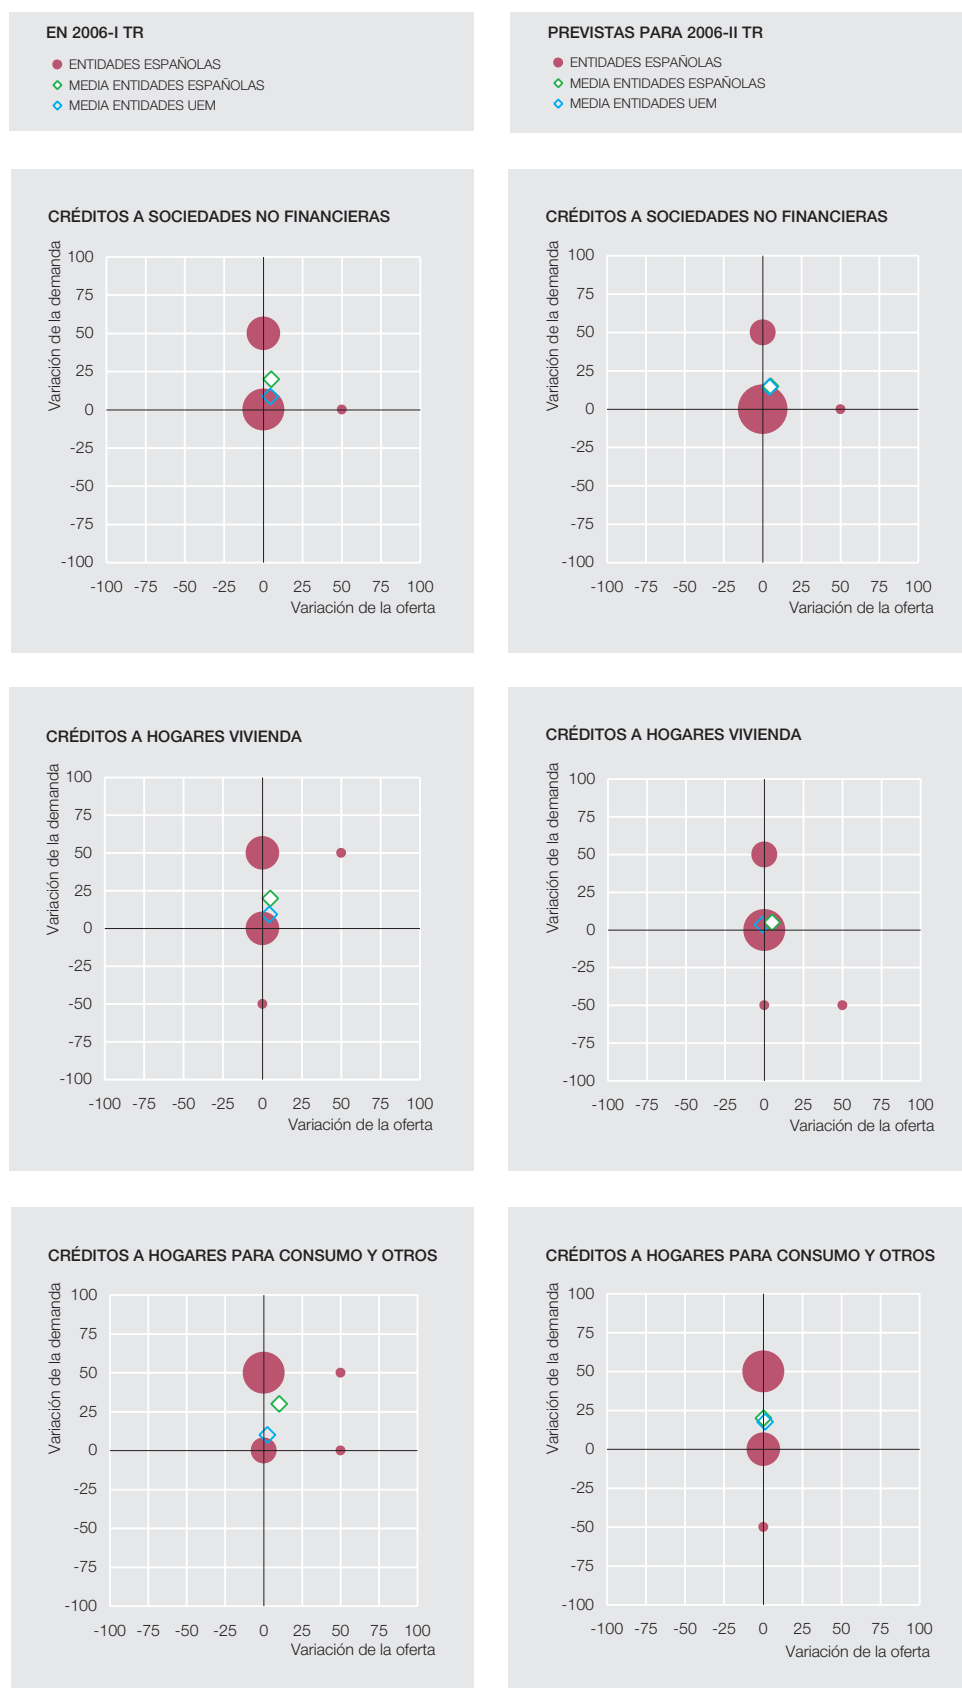 EN 2006-I TR
ENTIDADES ESPAÑOLAS
MEDIA ENTIDADES ESPAÑOLAS
MEDIA ENTIDADES UEM
PREVISTAS PARA 2006-II TR
ENTIDADES ESPAÑOLAS
MEDIA ENTIDADES ESPAÑOLAS
MEDIA ENTIDADES UEM
CRÉDITOS A SOCIEDADES NO FINANCIERAS
Variación de la demanda
100
75
50
25
0
-25
-50
-75
-100
-100 -75 -50 -25 0 25 50 75 100
Variación de la oferta
CRÉDITOS A SOCIEDADES NO FINANCIERAS
Variación de la demanda
100
75
50
25
0
-25
-50
-75
-100
-100 -75 -50 -25 0 25 50 75 100
Variación de la oferta
CRÉDITOS A HOGARES VIVIENDA
Variación de la demanda
100
75
50
25
0
-25
-50
-75
-100
-100 -75 -50 -25 0 25 50 75 100
Variación de la oferta
CRÉDITOS A HOGARES VIVIENDA
Variación de la demanda
100
75
50
25
0
-25
-50
-75
-100
-100 -75 -50 -25 0 25 50 75 100
Variación de la oferta
CRÉDITOS A HOGARES PARA CONSUMO Y OTROS
Variación de la demanda
100
75
50
25
0
-25
-50
-75
-100
-100 -75 -50 -25 0 25 50 75 100
Variación de la oferta
CRÉDITOS A HOGARES PARA CONSUMO Y OTROS
Variación de la demanda
100
75
50
25
0
-25
-50
-75
-100
-100 -75 -50 -25 0 25 50 75 100
Variación de la oferta